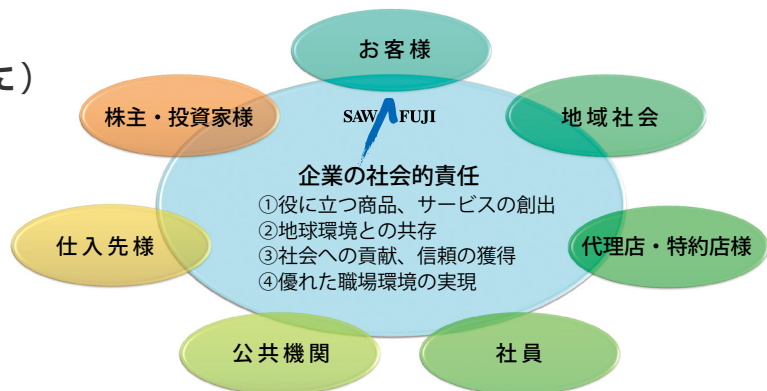 に）
お客様
株主・投資家様
地域社会
SAWAFUJI
企業の社会的責任
①役に立つ商品、サービスの創出
②地球環境との共存
③社会への貢献、信頼の獲得
④優れた職場環境の実現
仕入先様
代理店・特約店様
公共機関
社員